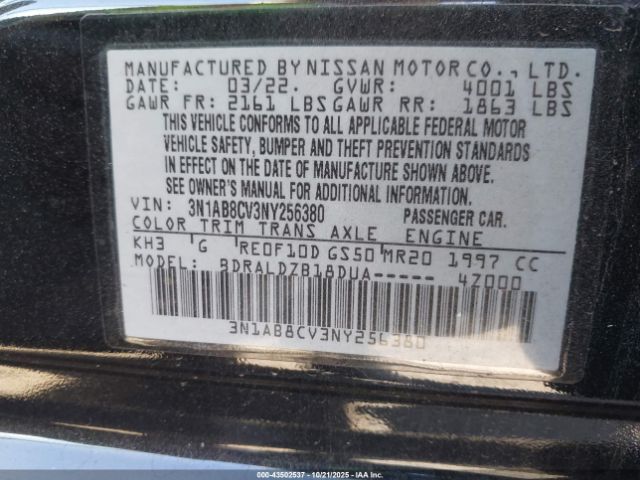 MANUFACTURED BY NISSAN MOTOR CO., LTD.
DATE: 03/22. GVWR: 4001 LBS
GAWR FR: 2161 LBS GAWR RR: 1863 LBS
THIS VEHICLE CONFORMS TO ALL APPLICABLE FEDERAL MOTOR
VEHICLE SAFETY, BUMPER AND THEFT PREVENTION STANDARDS
IN EFFECT ON THE DATE OF MANUFACTURE SHOWN ABOVE.
SEE OWNER'S MANUAL FOR ADDITIONAL INFORMATION.
VIN: 3N1AB8CV3NY256380 PASSENGER CAR.
COLOR TRIM TRANS AXLE ENGINE
KH3 G RE0F10D GS50 MR20 1997 CC
MODEL: BDRALDZB18DUA----- 4Z000
3N1AB8CV3NY256380
000-43502537 - 10/21/2025 - IAA Inc.